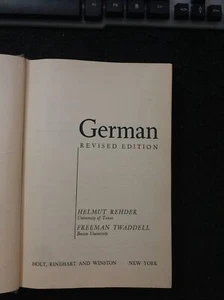 German
REVISED EDITION
HELMUT REHDER
University of Texas
FREEMAN TWADDELL
Brown University
HOLT, RINEHART AND WINSTON NEW YORK